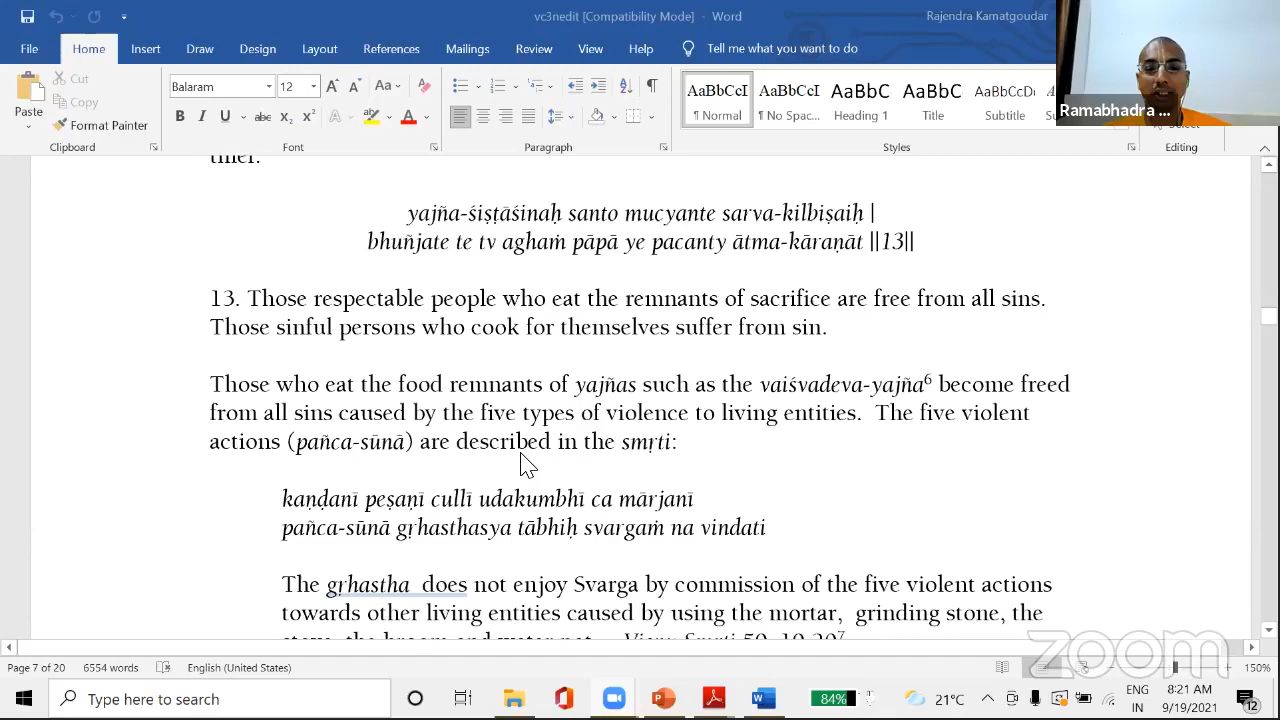 vc3nedit [Compatibility Mode] - Word
Rajendra Kamatgoudar
File Home Insert Draw Design Layout References Mailings Review View Help Tell me what you want to do
Paste
Cut
Copy
Format Painter
Clipboard
Balaram 12
Font
Paragraph
AaBbCcI AaBbCcI AaBbC AaBbC AaBbCcD
¶ Normal ¶ No Spac... Heading 1 Title Subtitle
Styles
Editing
Ramabhadra ...
yajña-śiṣṭāśinaḥ santo mucyante sarva-kilbiṣaiḥ |
bhuñjate te tv aghaṁ pāpā ye pacanty ātma-kāraṇāt ||13||
13. Those respectable people who eat the remnants of sacrifice are free from all sins.
Those sinful persons who cook for themselves suffer from sin.
Those who eat the food remnants of yajñas such as the vaiśvadeva-yajña⁶ become freed
from all sins caused by the five types of violence to living entities. The five violent
actions (pañca-sūnā) are described in the smṛti:
kaṇḍanī peṣaṇī cullī udakumbhī ca mārjanī
pañca-sūnā gṛhasthasya tābhiḥ svargaṁ na vindati
The gṛhastha does not enjoy Svarga by commission of the five violent actions
towards other living entities caused by using the mortar, grinding stone, the
zoom
Page 7 of 20 6554 words English (United States) 150%
Type here to search
84% 21°C ENG 8:21 AM
IN 9/19/2021 12